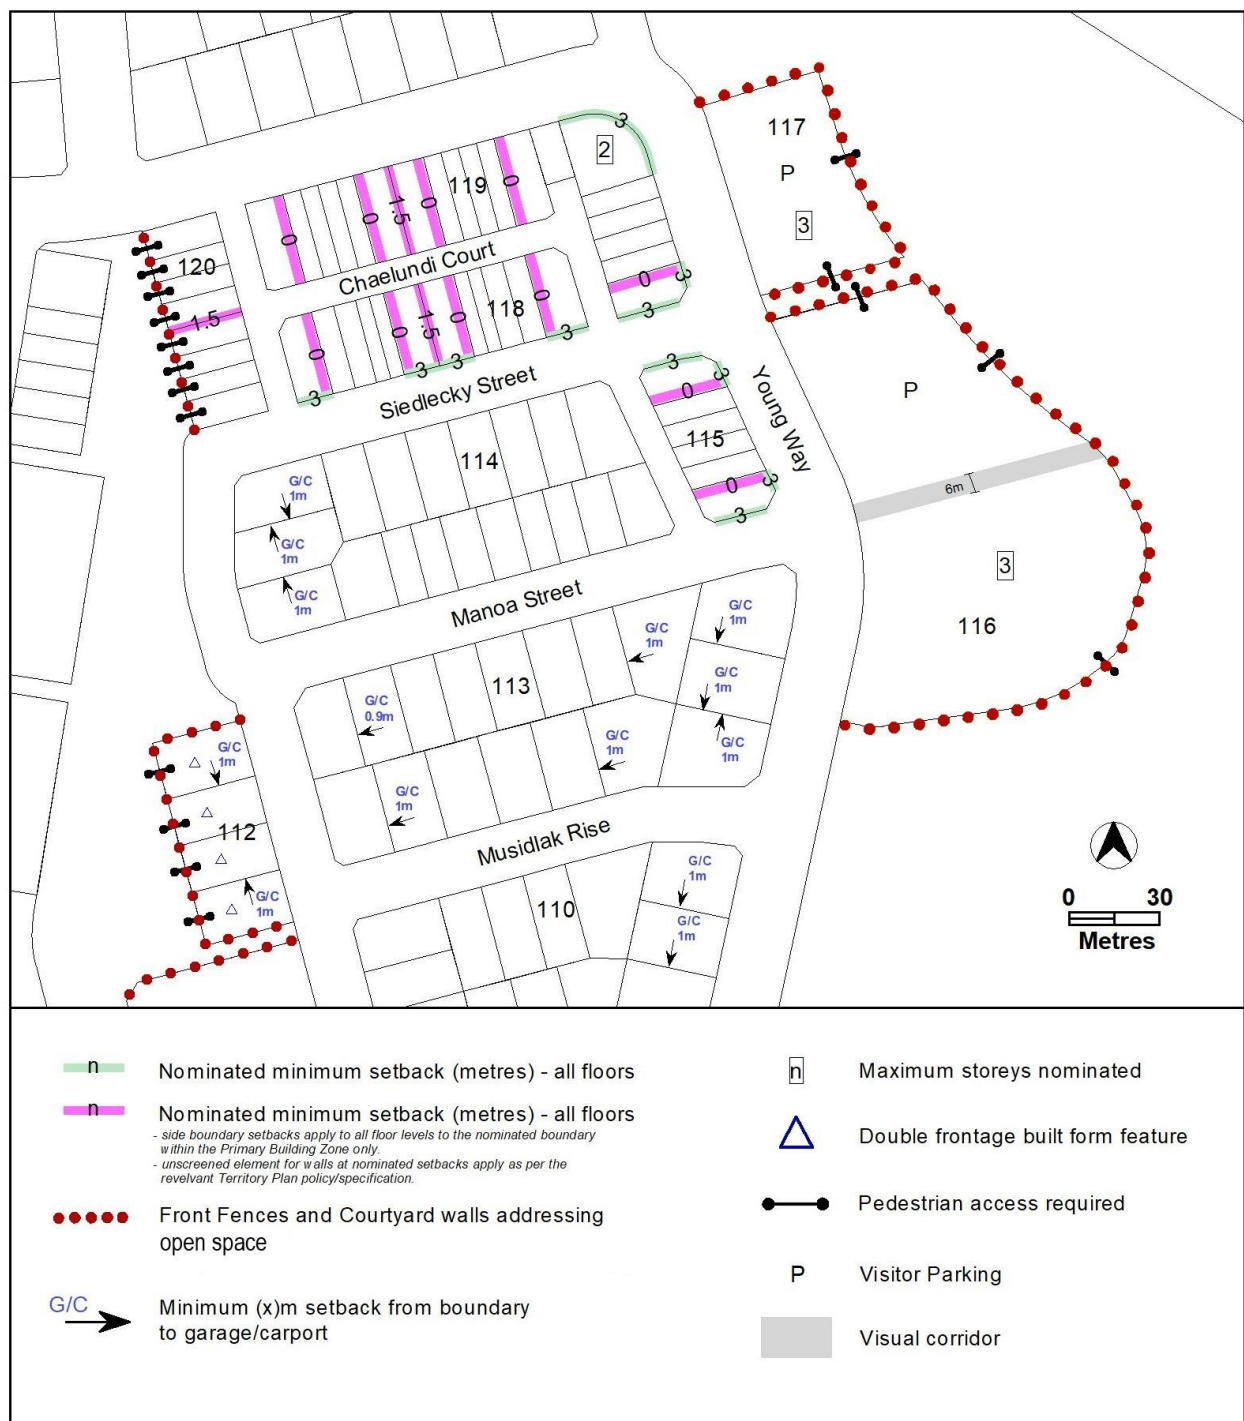 3
2
117
P
3
119
0
0
1.5
0
0
120
1.5
Chaelundi Court
0
3
3
118
0
0
1.5
0
0
3
3
3
3
3
Siedlecky Street
3
3
0
115
0
3
3
Young Way
P
6m
3
116
114
G/C
1m
G/C
1m
G/C
1m
Manoa Street
G/C
1m
G/C
1m
G/C
1m
G/C
1m
113
G/C
0.9m
G/C
1m
G/C
1m
G/C
1m
112
G/C
1m
Musidlak Rise
110
G/C
1m
G/C
1m
0 30
Metres
n Nominated minimum setback (metres) - all floors
n Nominated minimum setback (metres) - all floors
- side boundary setbacks apply to all floor levels to the nominated boundary
within the Primary Building Zone only.
- unscreened element for walls at nominated setbacks apply as per the
revelvant Territory Plan policy/specification.
Front Fences and Courtyard walls addressing
open space
G/C Minimum (x)m setback from boundary
to garage/carport
n Maximum storeys nominated
Double frontage built form feature
Pedestrian access required
P Visitor Parking
Visual corridor